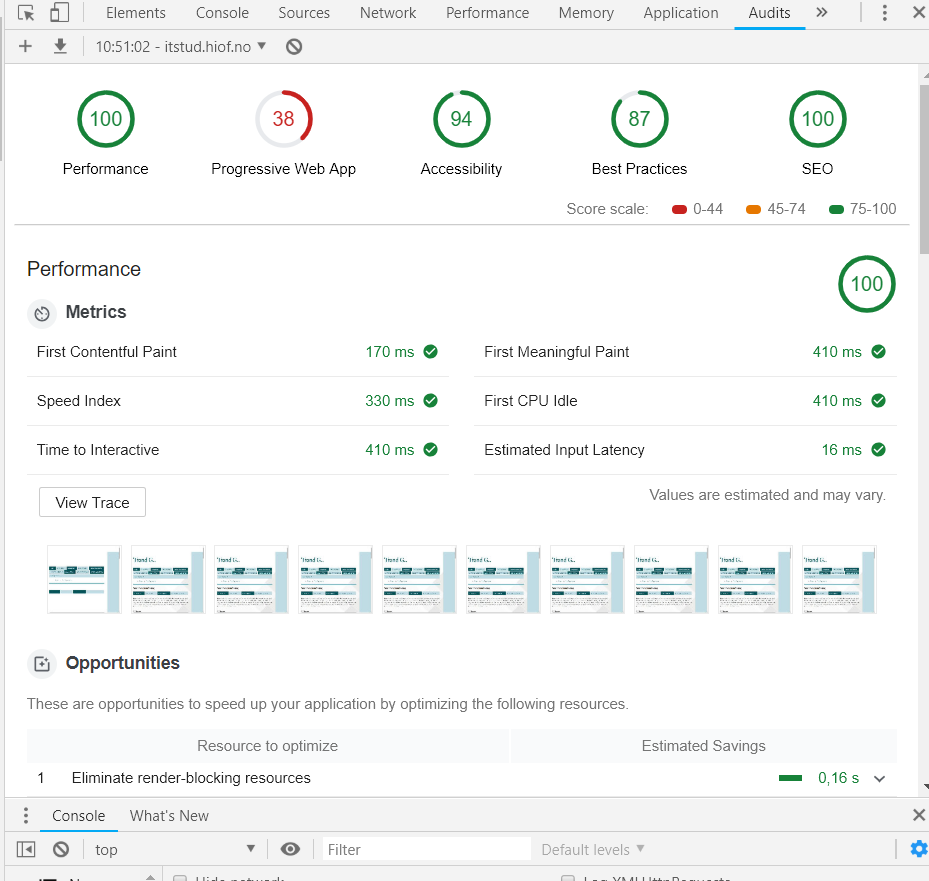 Elements Console Sources Network Performance Memory Application Audits
10:51:02 - itstud.hiof.no
100 38 94 87 100
Performance Progressive Web App Accessibility Best Practices SEO
Score scale: 0-44 45-74 75-100
Performance
100
Metrics
First Contentful Paint 170 ms First Meaningful Paint 410 ms
Speed Index 330 ms First CPU Idle 410 ms
Time to Interactive 410 ms Estimated Input Latency 16 ms
View Trace
Values are estimated and may vary.
Opportunities
These are opportunities to speed up your application by optimizing the following resources.
Resource to optimize Estimated Savings
1 Eliminate render-blocking resources 0,16 s
Console What's New
top Filter Default levels
Hide network Log XMLHttpRequests